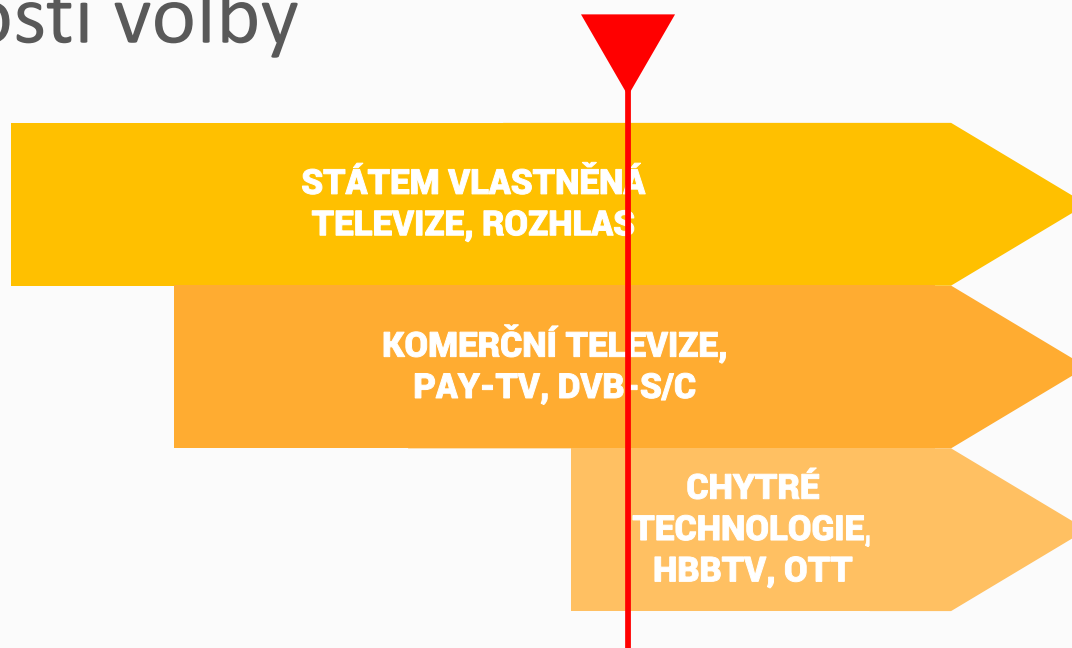 osti volby
STÁTEM VLASTNĚNÁ
TELEVIZE, ROZHLAS
KOMERČNÍ TELEVIZE,
PAY-TV, DVB-S/C
CHYTRÉ
TECHNOLOGIE,
HBBTV, OTT